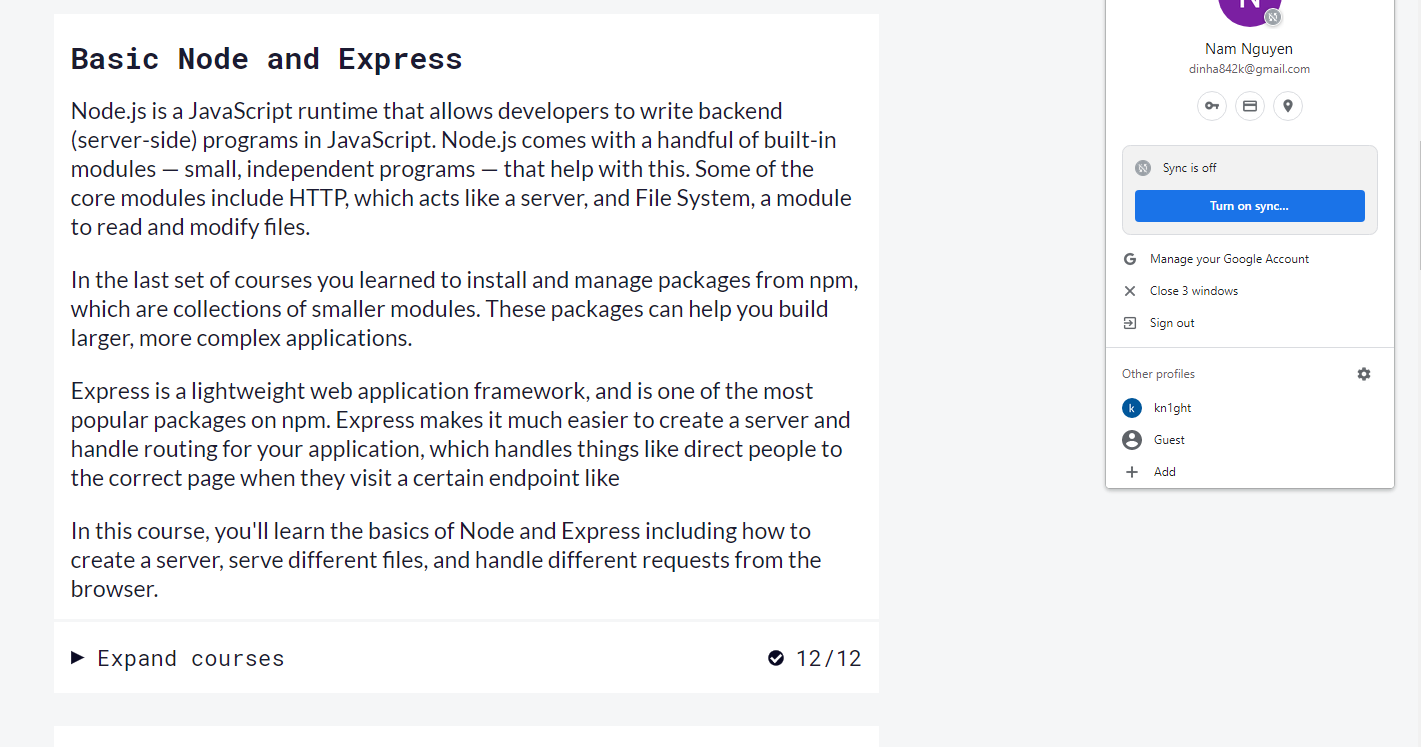 Basic Node and Express
Node.js is a JavaScript runtime that allows developers to write backend
(server-side) programs in JavaScript. Node.js comes with a handful of built-in
modules — small, independent programs — that help with this. Some of the
core modules include HTTP, which acts like a server, and File System, a module
to read and modify files.
In the last set of courses you learned to install and manage packages from npm,
which are collections of smaller modules. These packages can help you build
larger, more complex applications.
Express is a lightweight web application framework, and is one of the most
popular packages on npm. Express makes it much easier to create a server and
handle routing for your application, which handles things like direct people to
the correct page when they visit a certain endpoint like
In this course, you'll learn the basics of Node and Express including how to
create a server, serve different files, and handle different requests from the
browser.
Expand courses
12/12
N
Nam Nguyen
dinha842k@gmail.com
Sync is off
Turn on sync...
Manage your Google Account
Close 3 windows
Sign out
Other profiles
k
kn1ght
Guest
Add